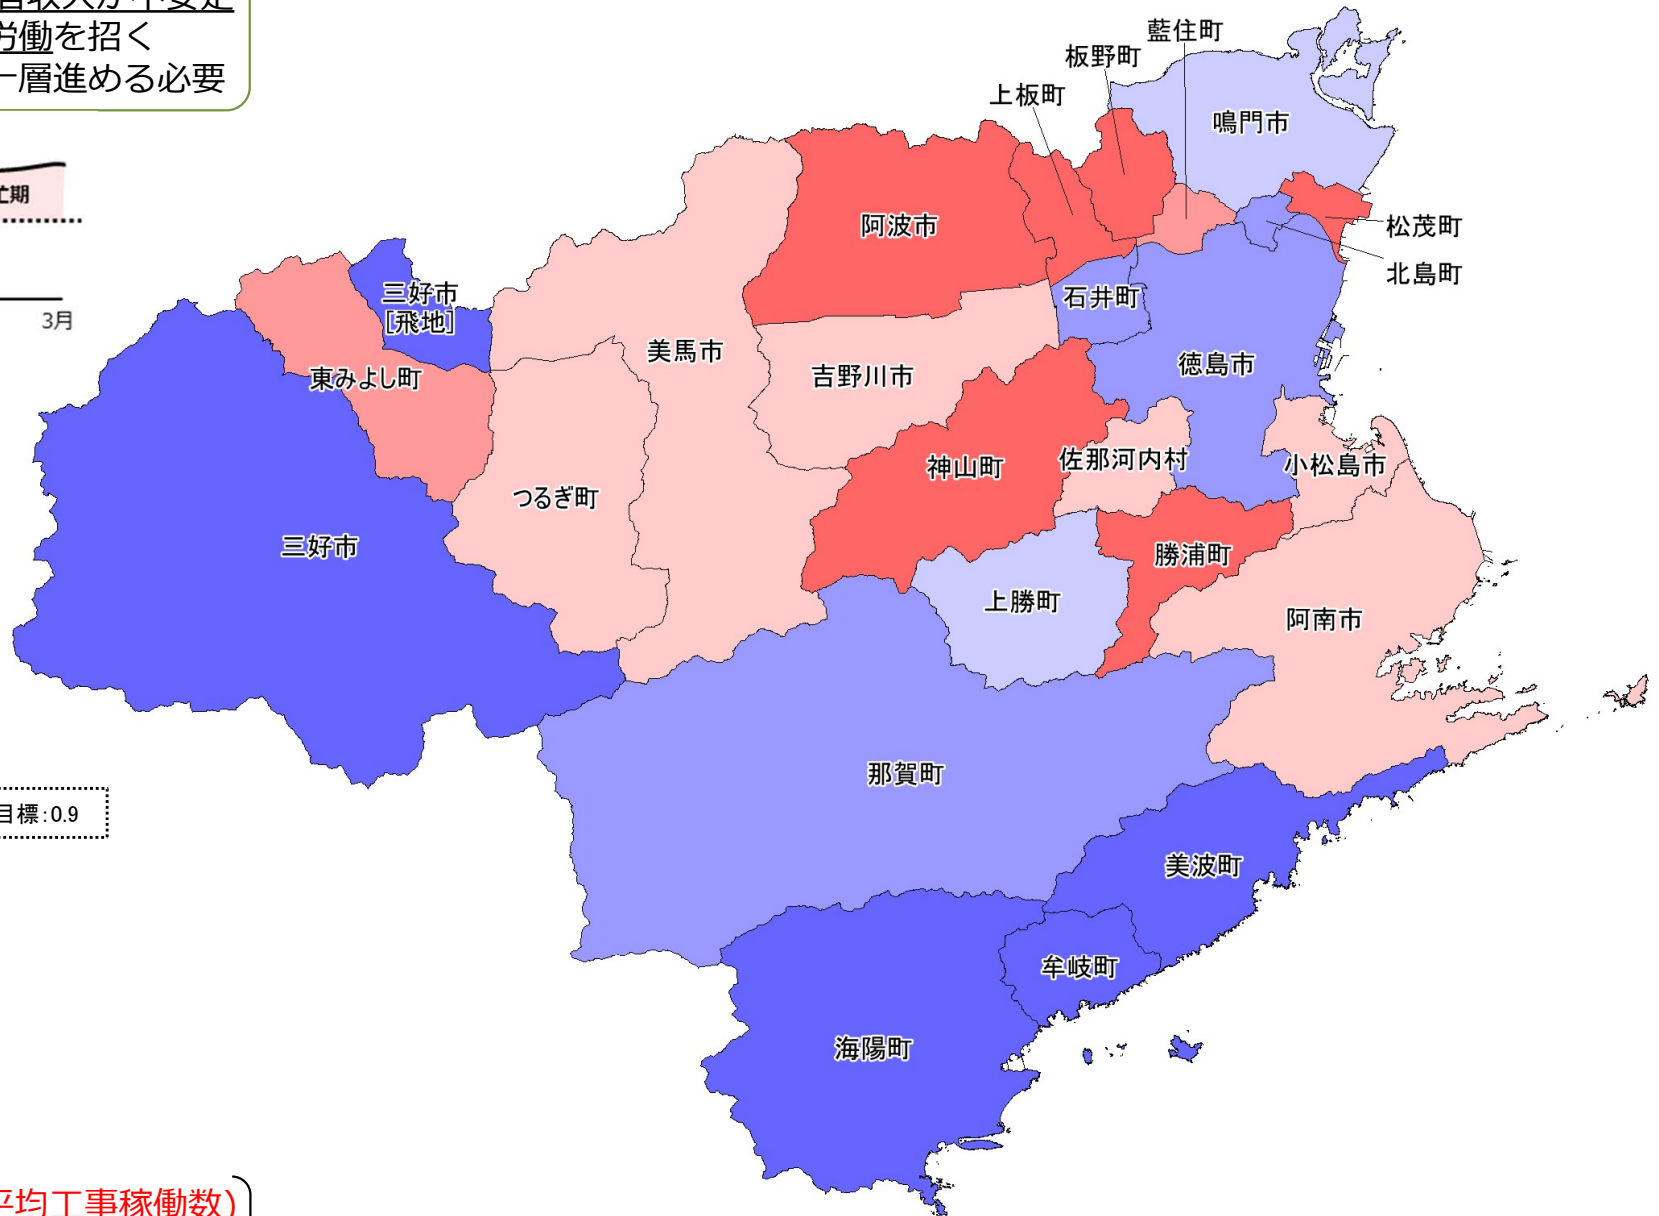 労働を招く
一層進める必要
忙期
3月
目標:0.9
平均工事稼働数)
藍住町
板野町
上板町
鳴門市
阿波市
松茂町
北島町
三好市
[飛地]
石井町
美馬市
徳島市
東みよし町
吉野川市
神山町
佐那河内村
小松島市
つるぎ町
三好市
勝浦町
上勝町
阿南市
那賀町
美波町
牟岐町
海陽町